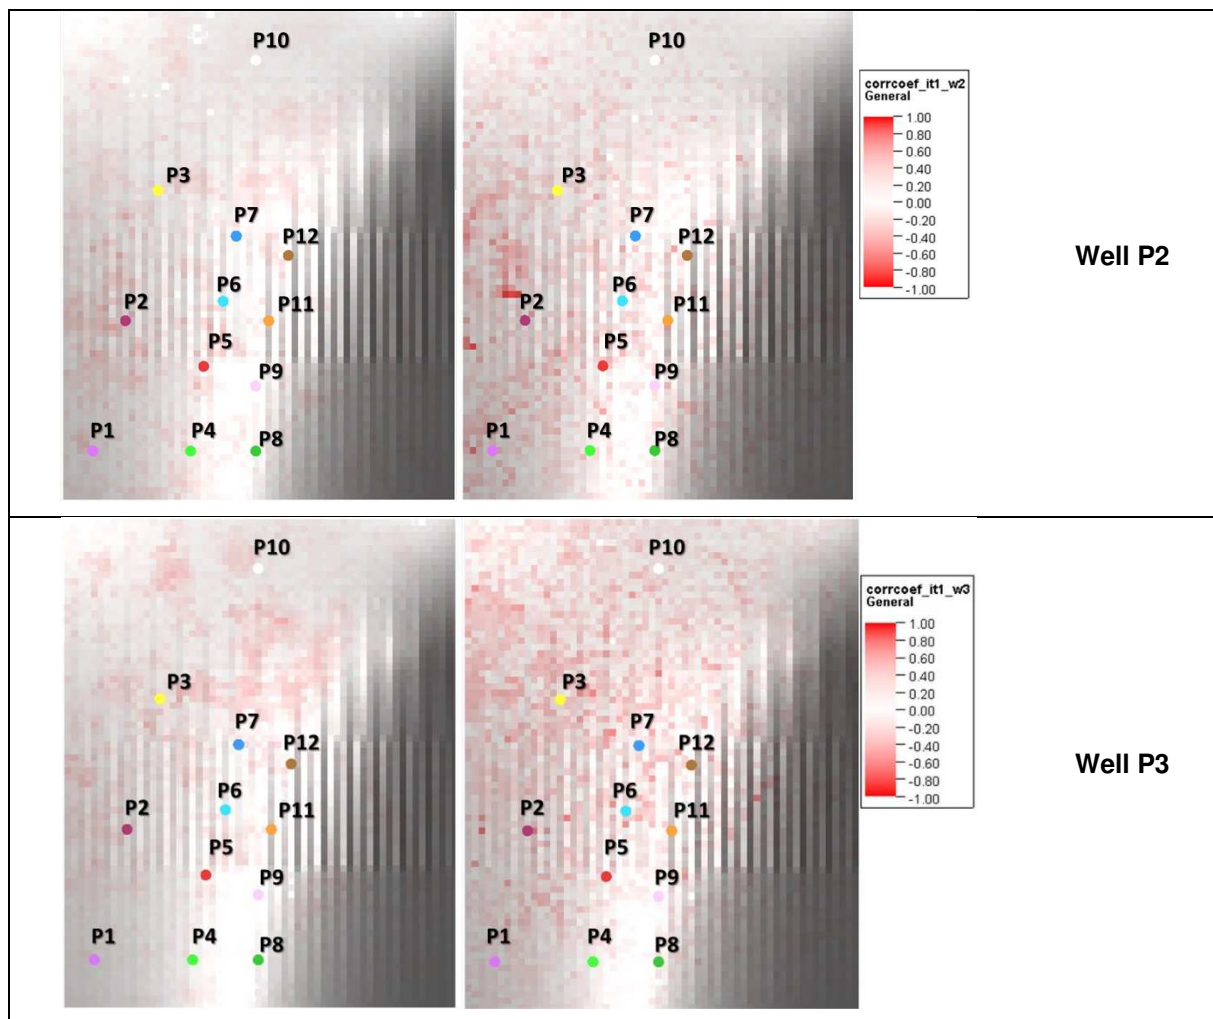 P10
P3
P7
P12
P6
P2
P11
P5
P9
P1
P4
P8
P10
P3
P7
P12
P6
P2
P11
P5
P9
P1
P4
P8
corrcoef_it1_w2
General
1.00
0.80
0.60
0.40
0.20
0.00
-0.20
-0.40
-0.60
-0.80
-1.00
Well P2
P10
P3
P7
P12
P6
P2
P11
P5
P9
P1
P4
P8
P10
P3
P7
P12
P6
P2
P11
P5
P9
P1
P4
P8
corrcoef_it1_w3
General
1.00
0.80
0.60
0.40
0.20
0.00
-0.20
-0.40
-0.60
-0.80
-1.00
Well P3